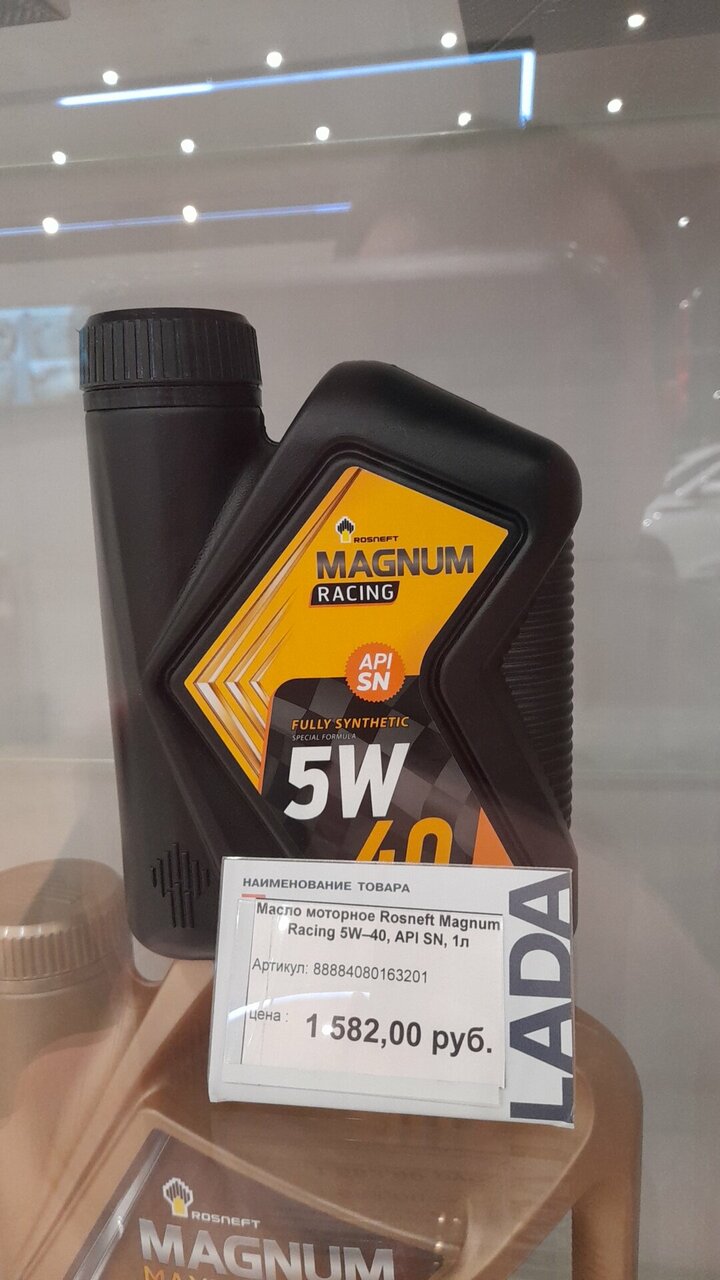 ROSNEFT
MAGNUM
RACING
API
SN
FULLY SYNTHETIC
SPECIAL FORMULA
5W
40
НАИМЕНОВАНИЕ ТОВАРА
Масло моторное Rosneft Magnum
Racing 5W–40, API SN, 1л
Артикул: 88884080163201
цена : 1 582,00 руб.
LADA
ROSNEFT
MAGNUM